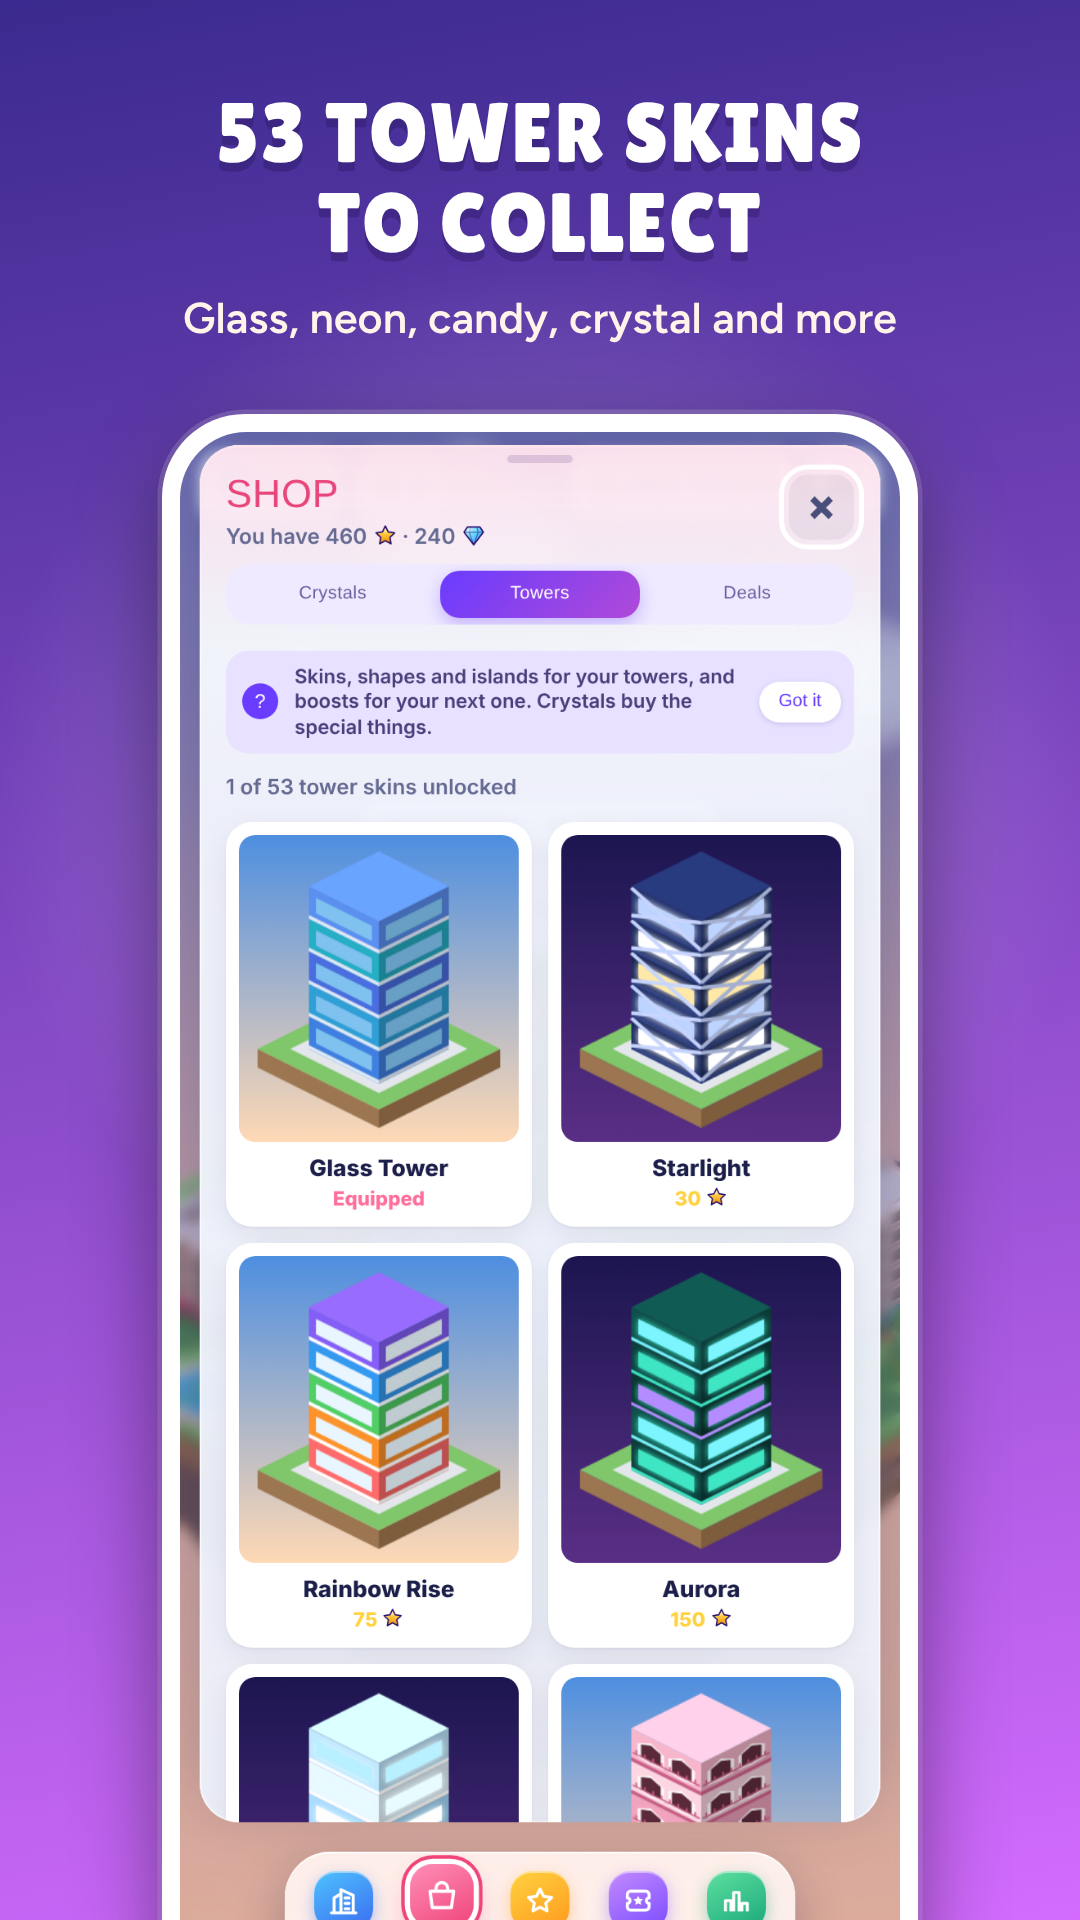 53 TOWER SKINS
TO COLLECT
Glass, neon, candy, crystal and more
SHOP
You have 460 · 240
Crystals
Towers
Deals
?
Skins, shapes and islands for your towers, and
boosts for your next one. Crystals buy the
special things.
Got it
1 of 53 tower skins unlocked
Glass Tower
Equipped
Starlight
30
Rainbow Rise
75
Aurora
150